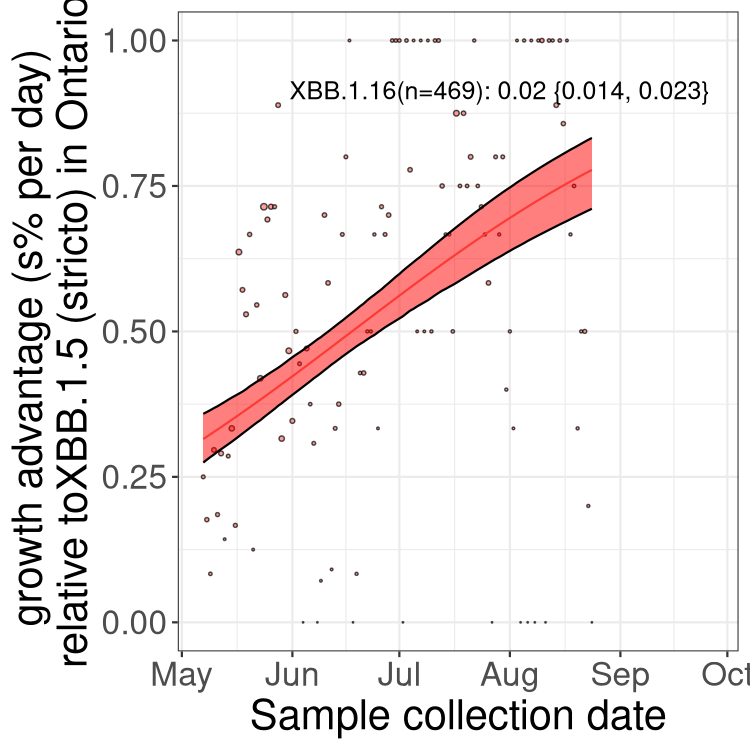 growth advantage (s% per day)
relative toXBB.1.5 (stricto) in Ontario
1.00
XBB.1.16(n=469): 0.02 {0.014, 0.023}
0.75
0.50
0.25
0.00
May Jun Jul Aug Sep Oct
Sample collection date